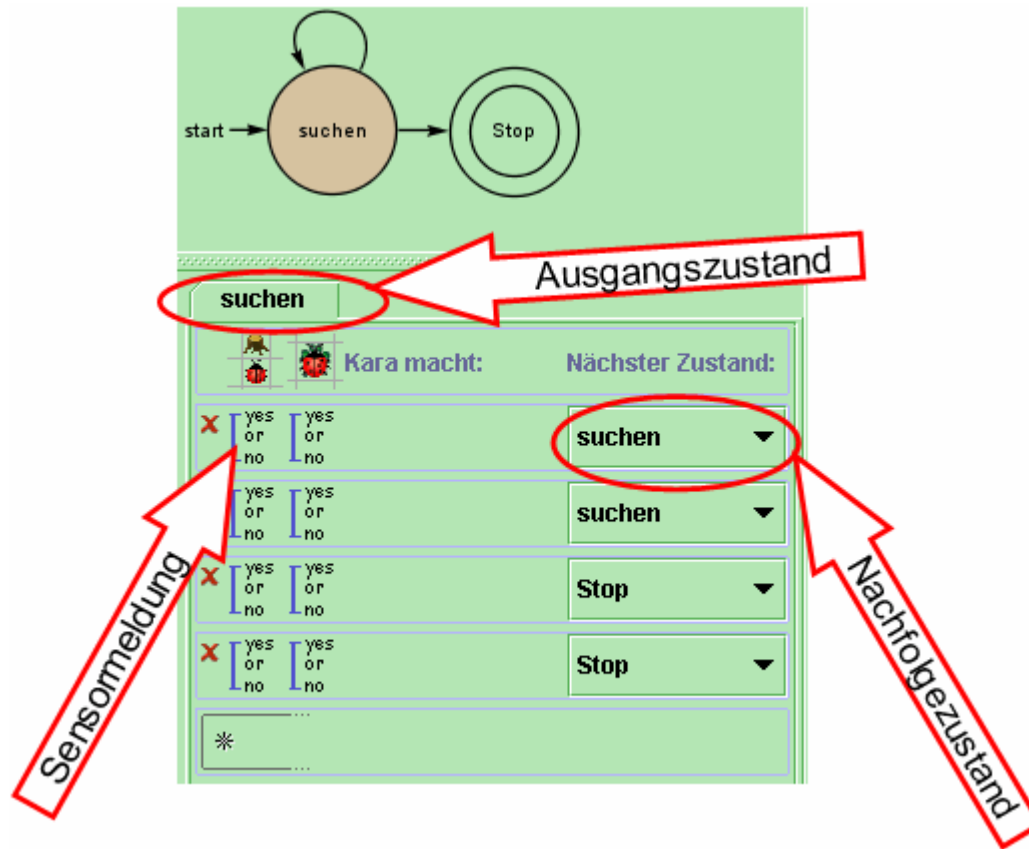 start
suchen
Stop
Ausgangszustand
suchen
Kara macht: Nächster Zustand:
yes yes
or or
no no
suchen
yes yes
or or
no no
suchen
yes yes
or or
no no
Stop
yes yes
or or
no no
Stop
Sensormeldung
Nachfolgezustand